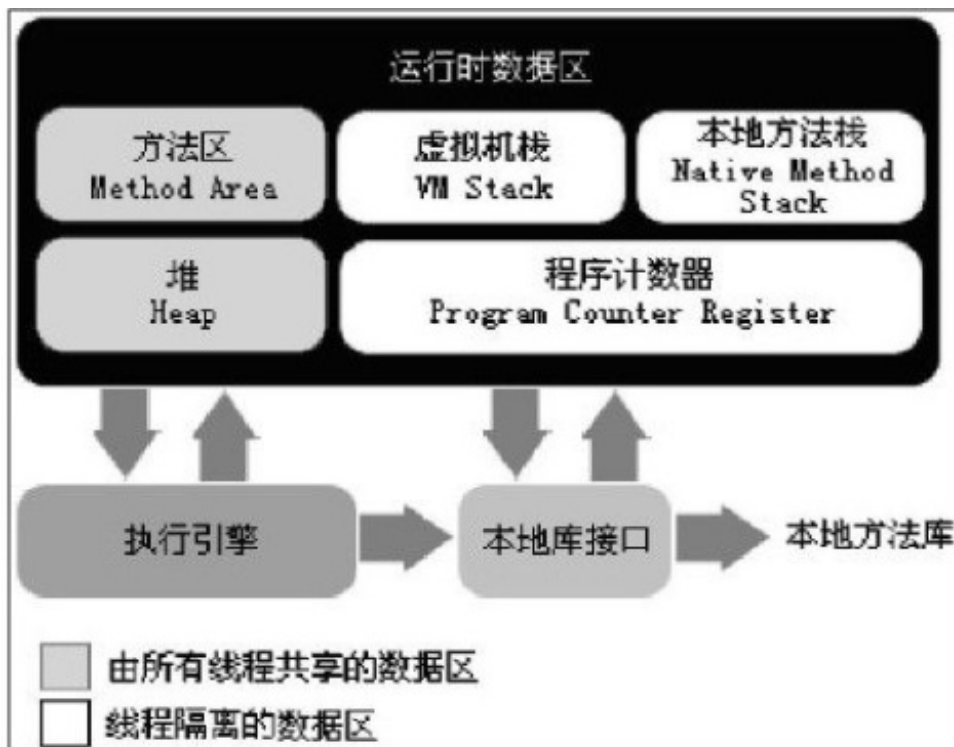 运行时数据区
方法区
Method Area
虚拟机栈
VM Stack
本地方法栈
Native Method
Stack
堆
Heap
程序计数器
Program Counter Register
执行引擎
本地库接口
本地方法库
由所有线程共享的数据区
线程隔离的数据区